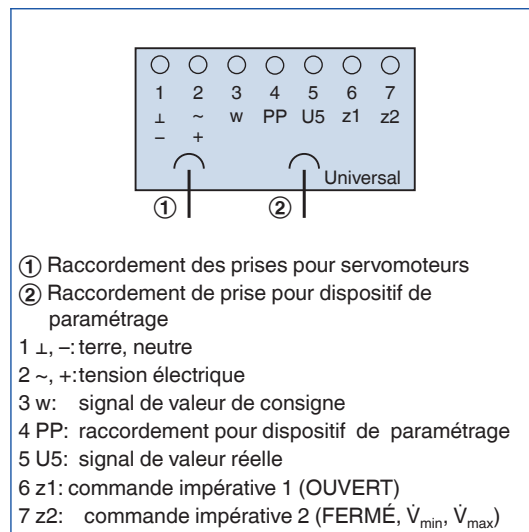 1 2 3 4 5 6 7
⊥ ~ w PP U5 z1 z2
– +
Universal
① ②
① Raccordement des prises pour servomoteurs
② Raccordement de prise pour dispositif de
paramétrage
1 ⊥, –: terre, neutre
2 ~, +: tension électrique
3 w: signal de valeur de consigne
4 PP: raccordement pour dispositif de paramétrage
5 U5: signal de valeur réelle
6 z1: commande impérative 1 (OUVERT)
7 z2: commande impérative 2 (FERMÉ, V̇min, V̇max)